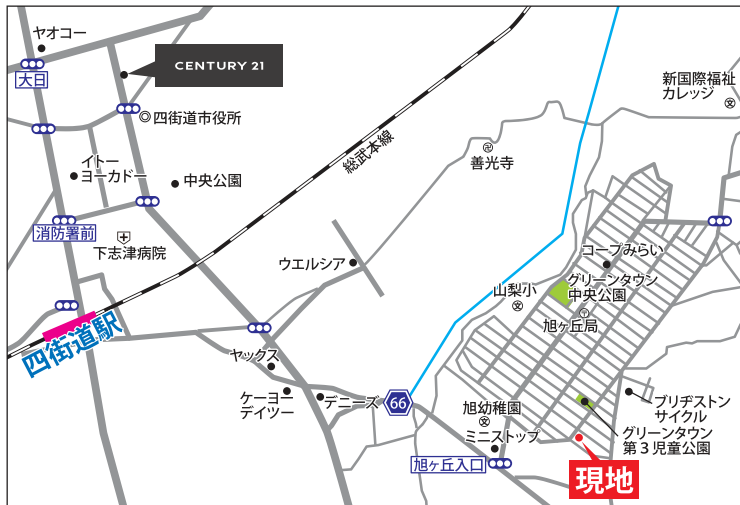 ヤオコー
大日
CENTURY 21
四街道市役所
イトー
ヨーカドー
中央公園
消防署前
下志津病院
総武本線
善光寺
新国際福祉
カレッジ
ウエルシア
コープみらい
山梨小
グリーンタウン
中央公園
旭ヶ丘局
四街道駅
ヤックス
ケーヨー
デイツー
デニーズ
66
旭幼稚園
ミニストップ
旭ヶ丘入口
ブリヂストン
サイクル
グリーンタウン
第3児童公園
現地